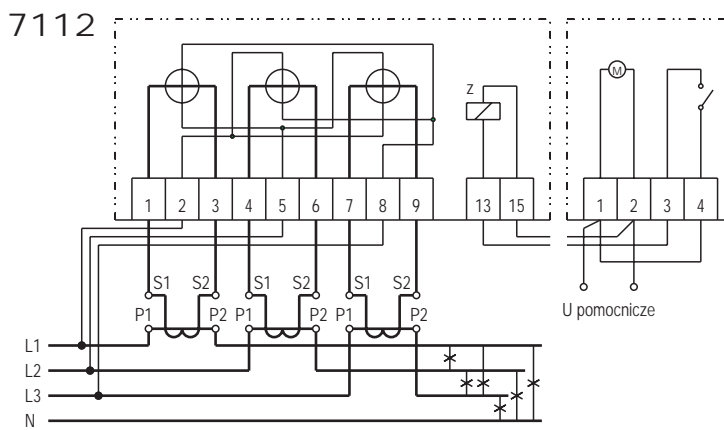 7112
M
Z
1 2 3 4 5 6 7 8 9 13 15 1 2 3 4
S1 S2 S1 S2 S1 S2
P1 P2 P1 P2 P1 P2
U pomocnicze
L1
L2
L3
N